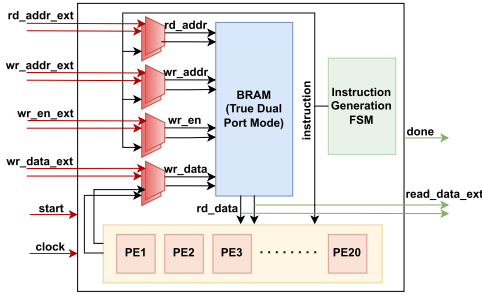 rd_addr_ext
wr_addr_ext
wr_en_ext
wr_data_ext
start
clock
rd_addr
wr_addr
wr_en
wr_data
BRAM
(True Dual
Port Mode)
rd_data
instruction
Instruction
Generation
FSM
done
read_data_ext
PE1
PE2
PE3
........
PE20